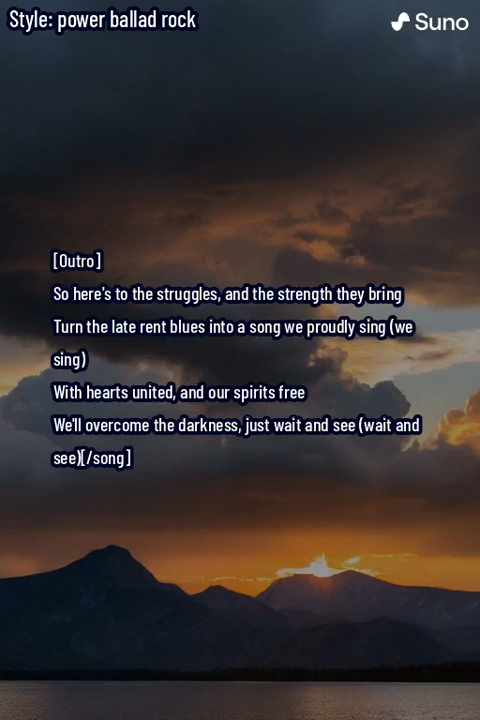 Style: power ballad rock
Suno
[Outro]
So here's to the struggles, and the strength they bring
Turn the late rent blues into a song we proudly sing (we
sing)
With hearts united, and our spirits free
We'll overcome the darkness, just wait and see (wait and
see)[/song]